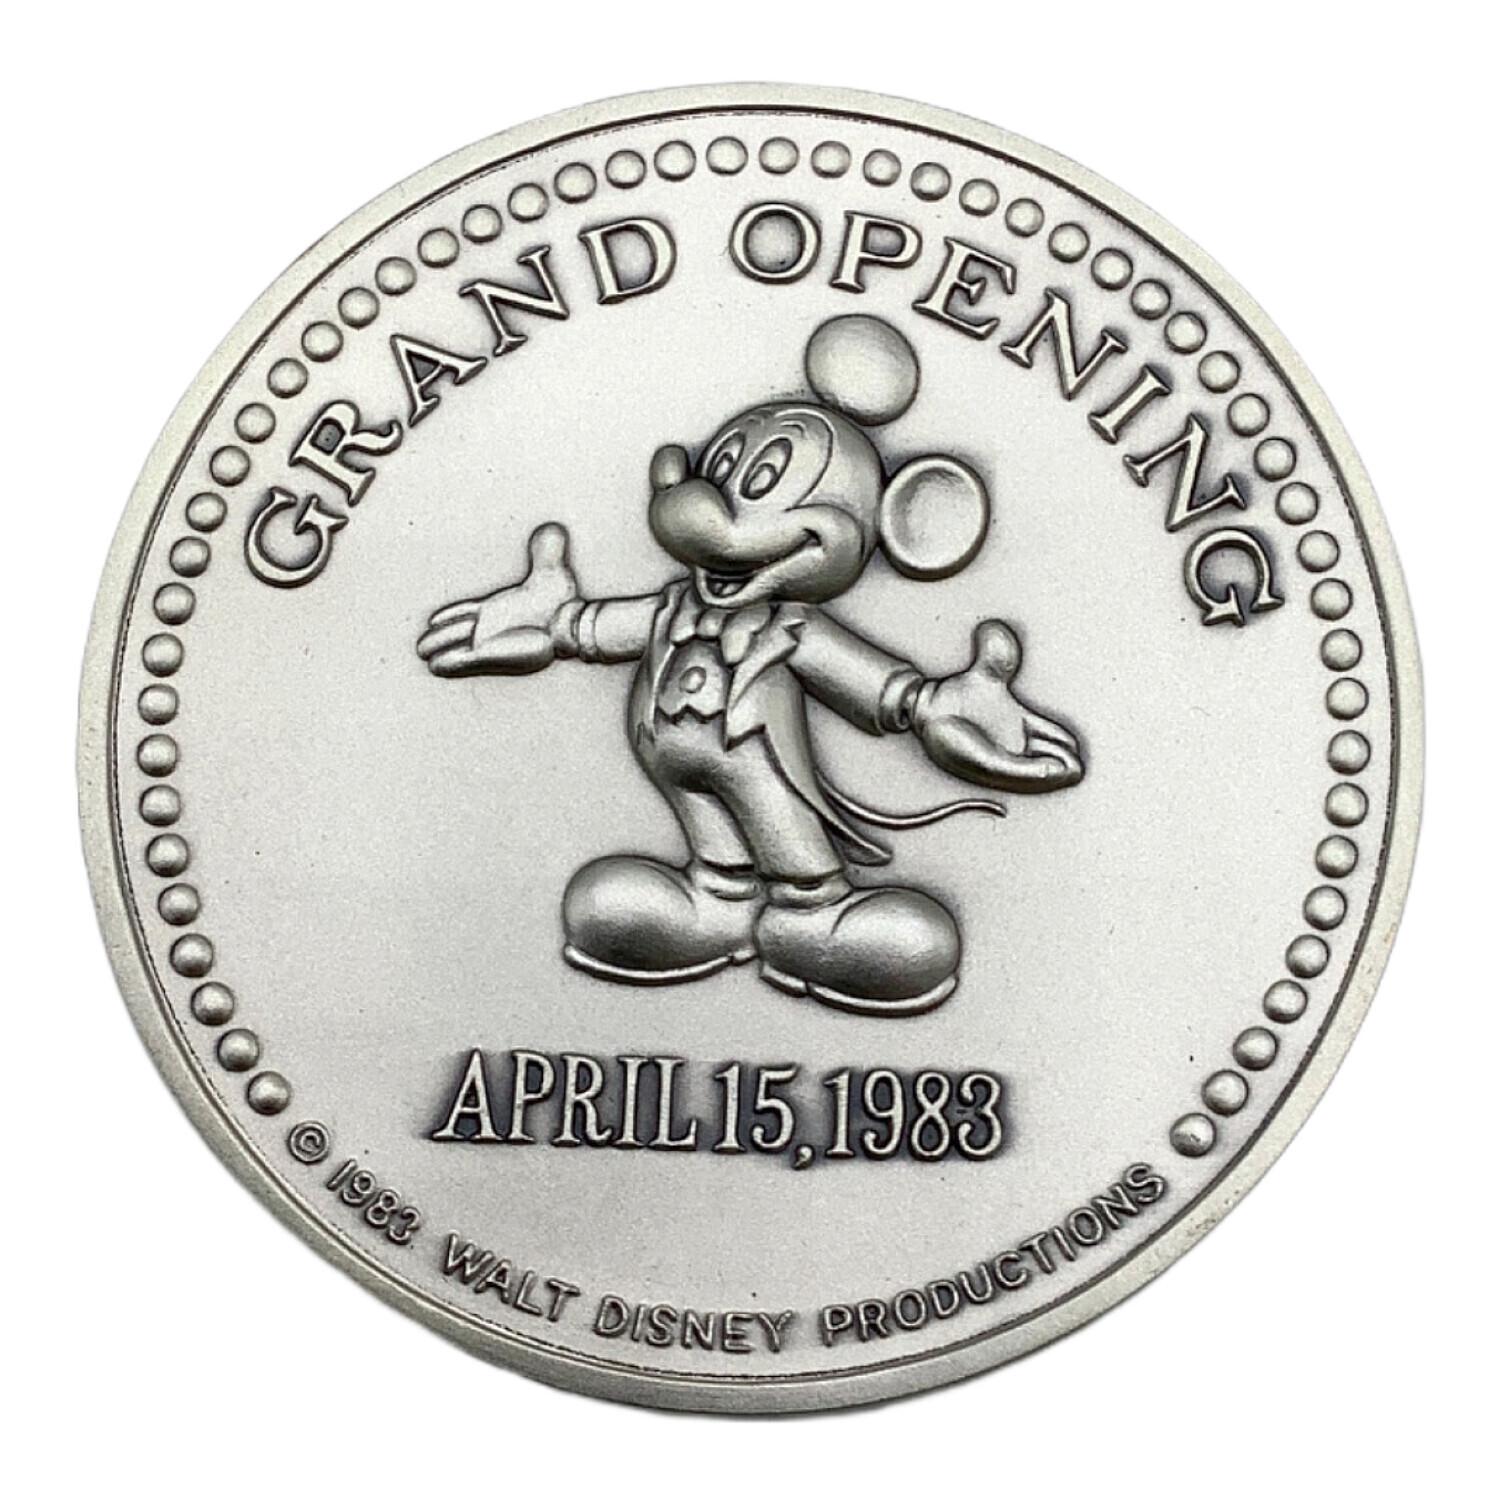 GRAND OPENING
APRIL 15, 1983
© 1983 WALT DISNEY PRODUCTIONS